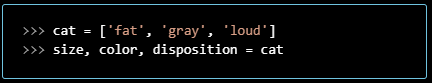 >>> cat = ['fat', 'gray', 'loud']
>>> size, color, disposition = cat